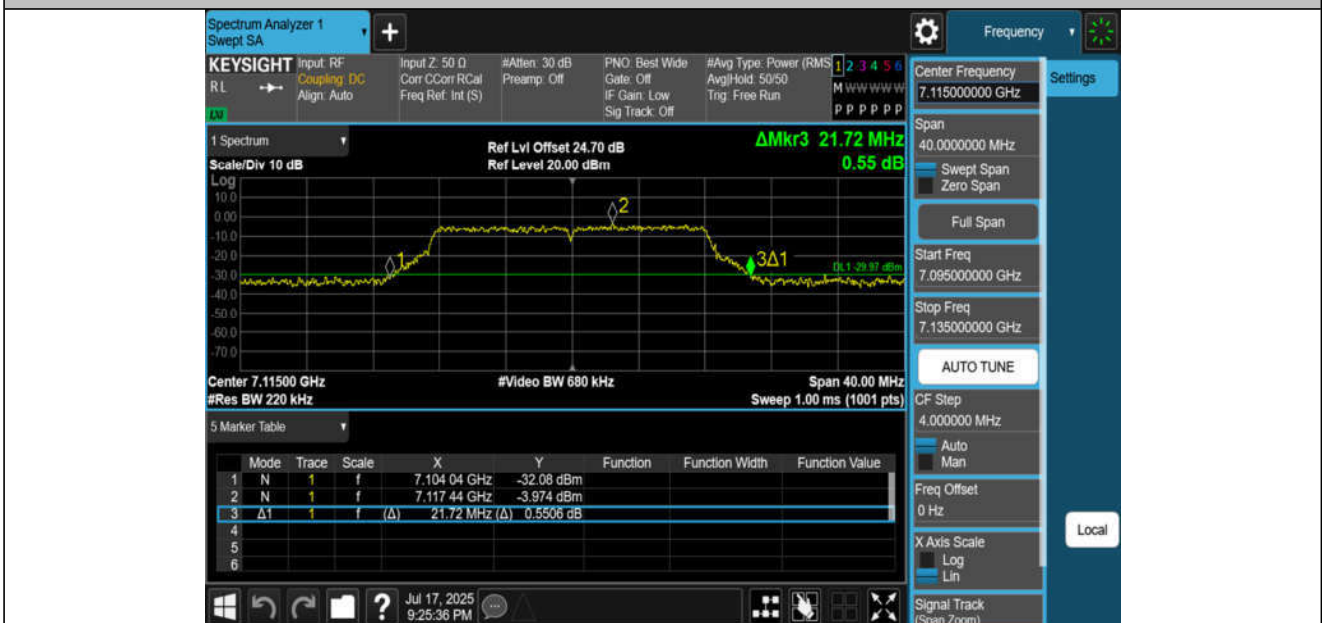 Spectrum Analyzer 1
Swept SA
Frequency
KEYSIGHT
RL
LU
Input: RF
Coupling: DC
Align: Auto
Input Z: 50 Ω
Corr CCorr RCal
Freq Ref: Int (S)
#Atten: 30 dB
Preamp: Off
PNO: Best Wide
Gate: Off
IF Gain: Low
Sig Track: Off
#Avg Type: Power (RMS
Avg|Hold: 50/50
Trig: Free Run
1 2 3 4 5 6
M W W W W W
P P P P P P
Center Frequency
7.115000000 GHz
Settings
Span
40.0000000 MHz
Swept Span
Zero Span
Full Span
Start Freq
7.095000000 GHz
Stop Freq
7.135000000 GHz
AUTO TUNE
CF Step
4.000000 MHz
Auto
Man
Freq Offset
0 Hz
X Axis Scale
Log
Lin
Signal Track
(Span Zoom)
Local
1 Spectrum
Scale/Div 10 dB
Log
Ref Lvl Offset 24.70 dB
Ref Level 20.00 dBm
ΔMkr3 21.72 MHz
0.55 dB
10.0
0.00
-10.0
-20.0
-30.0
-40.0
-50.0
-60.0
-70.0
1
2
3Δ1
DL1 -29.97 dBm
Center 7.11500 GHz
#Video BW 680 kHz
Span 40.00 MHz
#Res BW 220 kHz
Sweep 1.00 ms (1001 pts)
5 Marker Table
Mode Trace Scale X Y Function Function Width Function Value
1 N 1 f 7.104 04 GHz -32.08 dBm
2 N 1 f 7.117 44 GHz -3.974 dBm
3 Δ1 1 f (Δ) 21.72 MHz (Δ) 0.5506 dB
4
5
6
Jul 17, 2025
9:25:36 PM